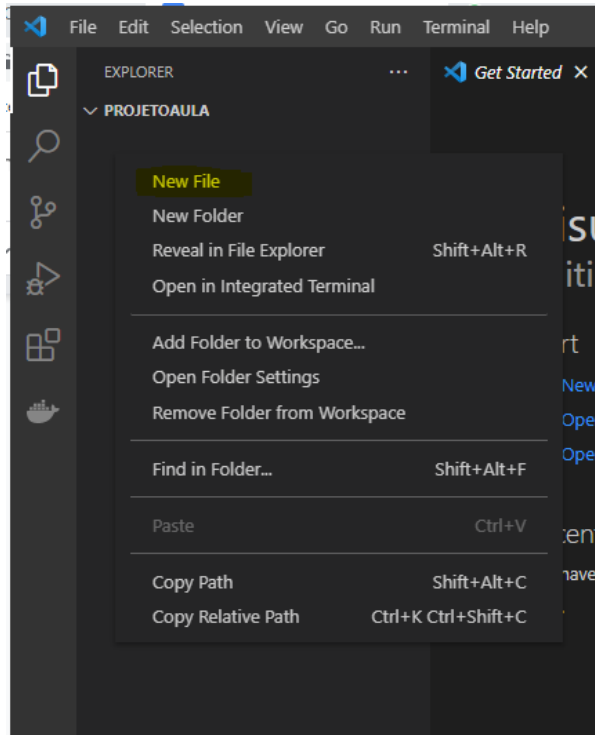 File Edit Selection View Go Run Terminal Help
EXPLORER ...
Get Started
PROJETOAULA
New File
New Folder
Reveal in File Explorer Shift+Alt+R
Open in Integrated Terminal
Add Folder to Workspace...
Open Folder Settings
Remove Folder from Workspace
Find in Folder... Shift+Alt+F
Paste Ctrl+V
Copy Path Shift+Alt+C
Copy Relative Path Ctrl+K Ctrl+Shift+C
New
have